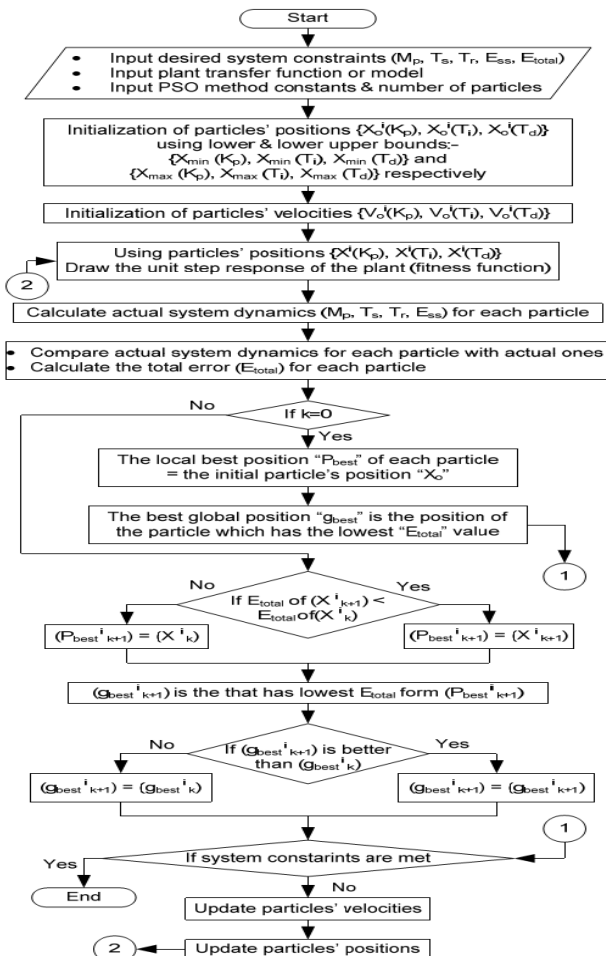 Start
• Input desired system constraints (Mp, Ts, Tr, Ess, Etotal)
• Input plant transfer function or model
• Input PSO method constants & number of particles
Initialization of particles' positions {Xoⁱ(Kp), Xoⁱ(Ti), Xoⁱ(Td)}
using lower & lower upper bounds:-
{Xmin (Kp), Xmin (Ti), Xmin (Td)} and
{Xmax (Kp), Xmax (Ti), Xmax (Td)} respectively
Initialization of particles' velocities {Voⁱ(Kp), Voⁱ(Ti), Voⁱ(Td)}
Using particles' positions {Xⁱ(Kp), Xⁱ(Ti), Xⁱ(Td)}
Draw the unit step response of the plant (fitness function)
2
Calculate actual system dynamics (Mp, Ts, Tr, Ess) for each particle
• Compare actual system dynamics for each particle with actual ones
• Calculate the total error (Etotal) for each particle
No
If k=0
Yes
The local best position "Pbest" of each particle
= the initial particle's position "Xo"
The best global position "gbest" is the position
of the particle which has the lowest "Etotal" value
1
No
Yes
If Etotal of (Xⁱk+1) <
Etotal of(Xⁱk)
(Pbestⁱk+1) = {Xⁱk)
(Pbestⁱk+1) = {Xⁱk+1)
(gbestⁱk+1) is the that has lowest Etotal form (Pbestⁱk+1)
No
Yes
If (gbestⁱk+1) is better
than (gbestⁱk)
(gbestⁱk+1) = {gbestⁱk)
(gbestⁱk+1) = {gbestⁱk+1)
1
Yes
If system constarints are met
End
No
Update particles' velocities
2
Update particles' positions